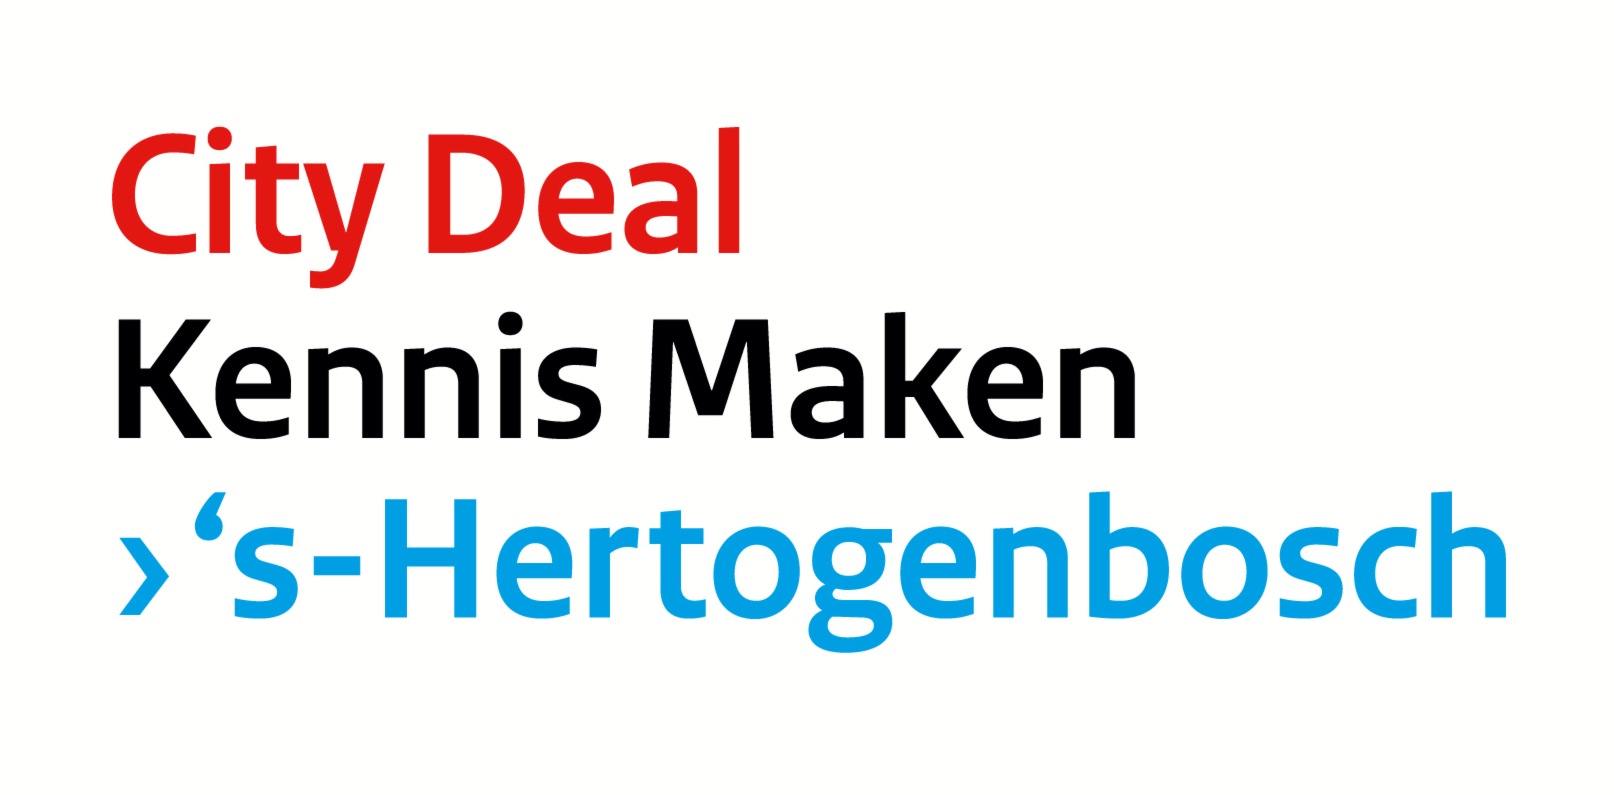 City Deal
Kennis Maken
› ‘s-Hertogenbosch